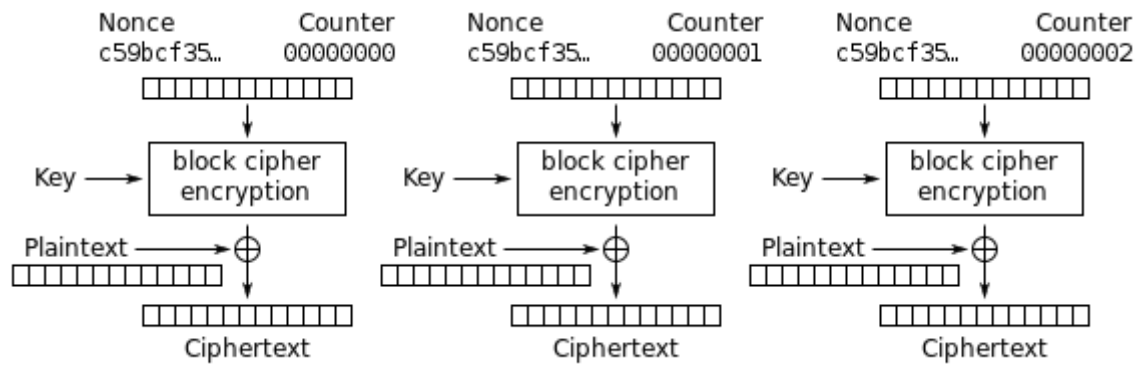 Nonce Counter Nonce Counter Nonce Counter
c59bcf35… 00000000 c59bcf35… 00000001 c59bcf35… 00000002
block cipher block cipher block cipher
Key encryption Key encryption Key encryption
Plaintext Plaintext Plaintext
Ciphertext Ciphertext Ciphertext